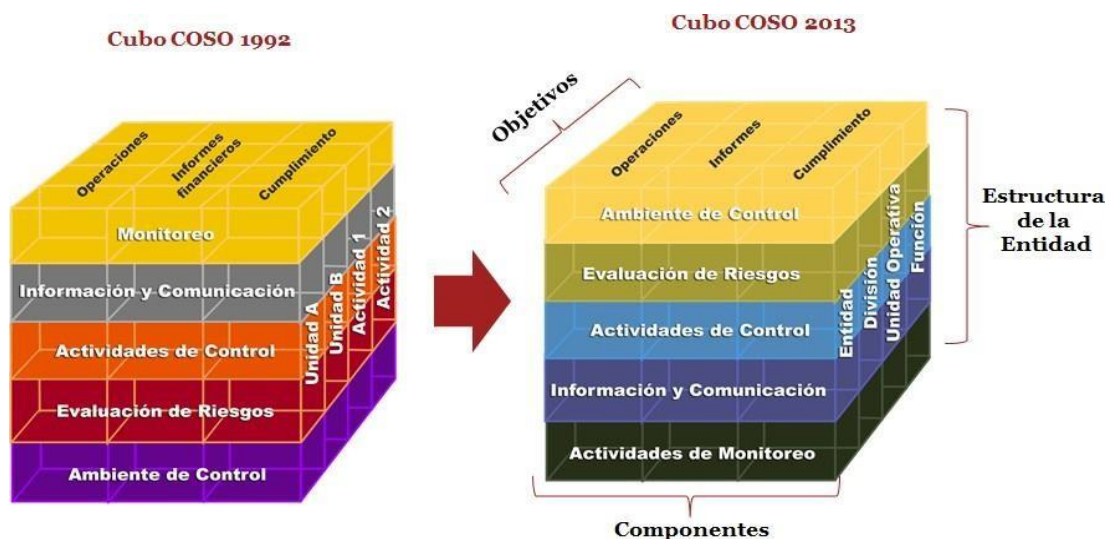 Cubo COSO 1992
Operaciones
Informes
financieros
Cumplimiento
Monitoreo
Información y Comunicación
Actividades de Control
Evaluación de Riesgos
Ambiente de Control
Unidad A
Unidad B
Actividad 1
Actividad 2
Cubo COSO 2013
Objetivos
Operaciones
Informes
Cumplimiento
Ambiente de Control
Evaluación de Riesgos
Actividades de Control
Información y Comunicación
Actividades de Monitoreo
Entidad
División
Unidad Operativa
Función
Estructura
de la
Entidad
Componentes